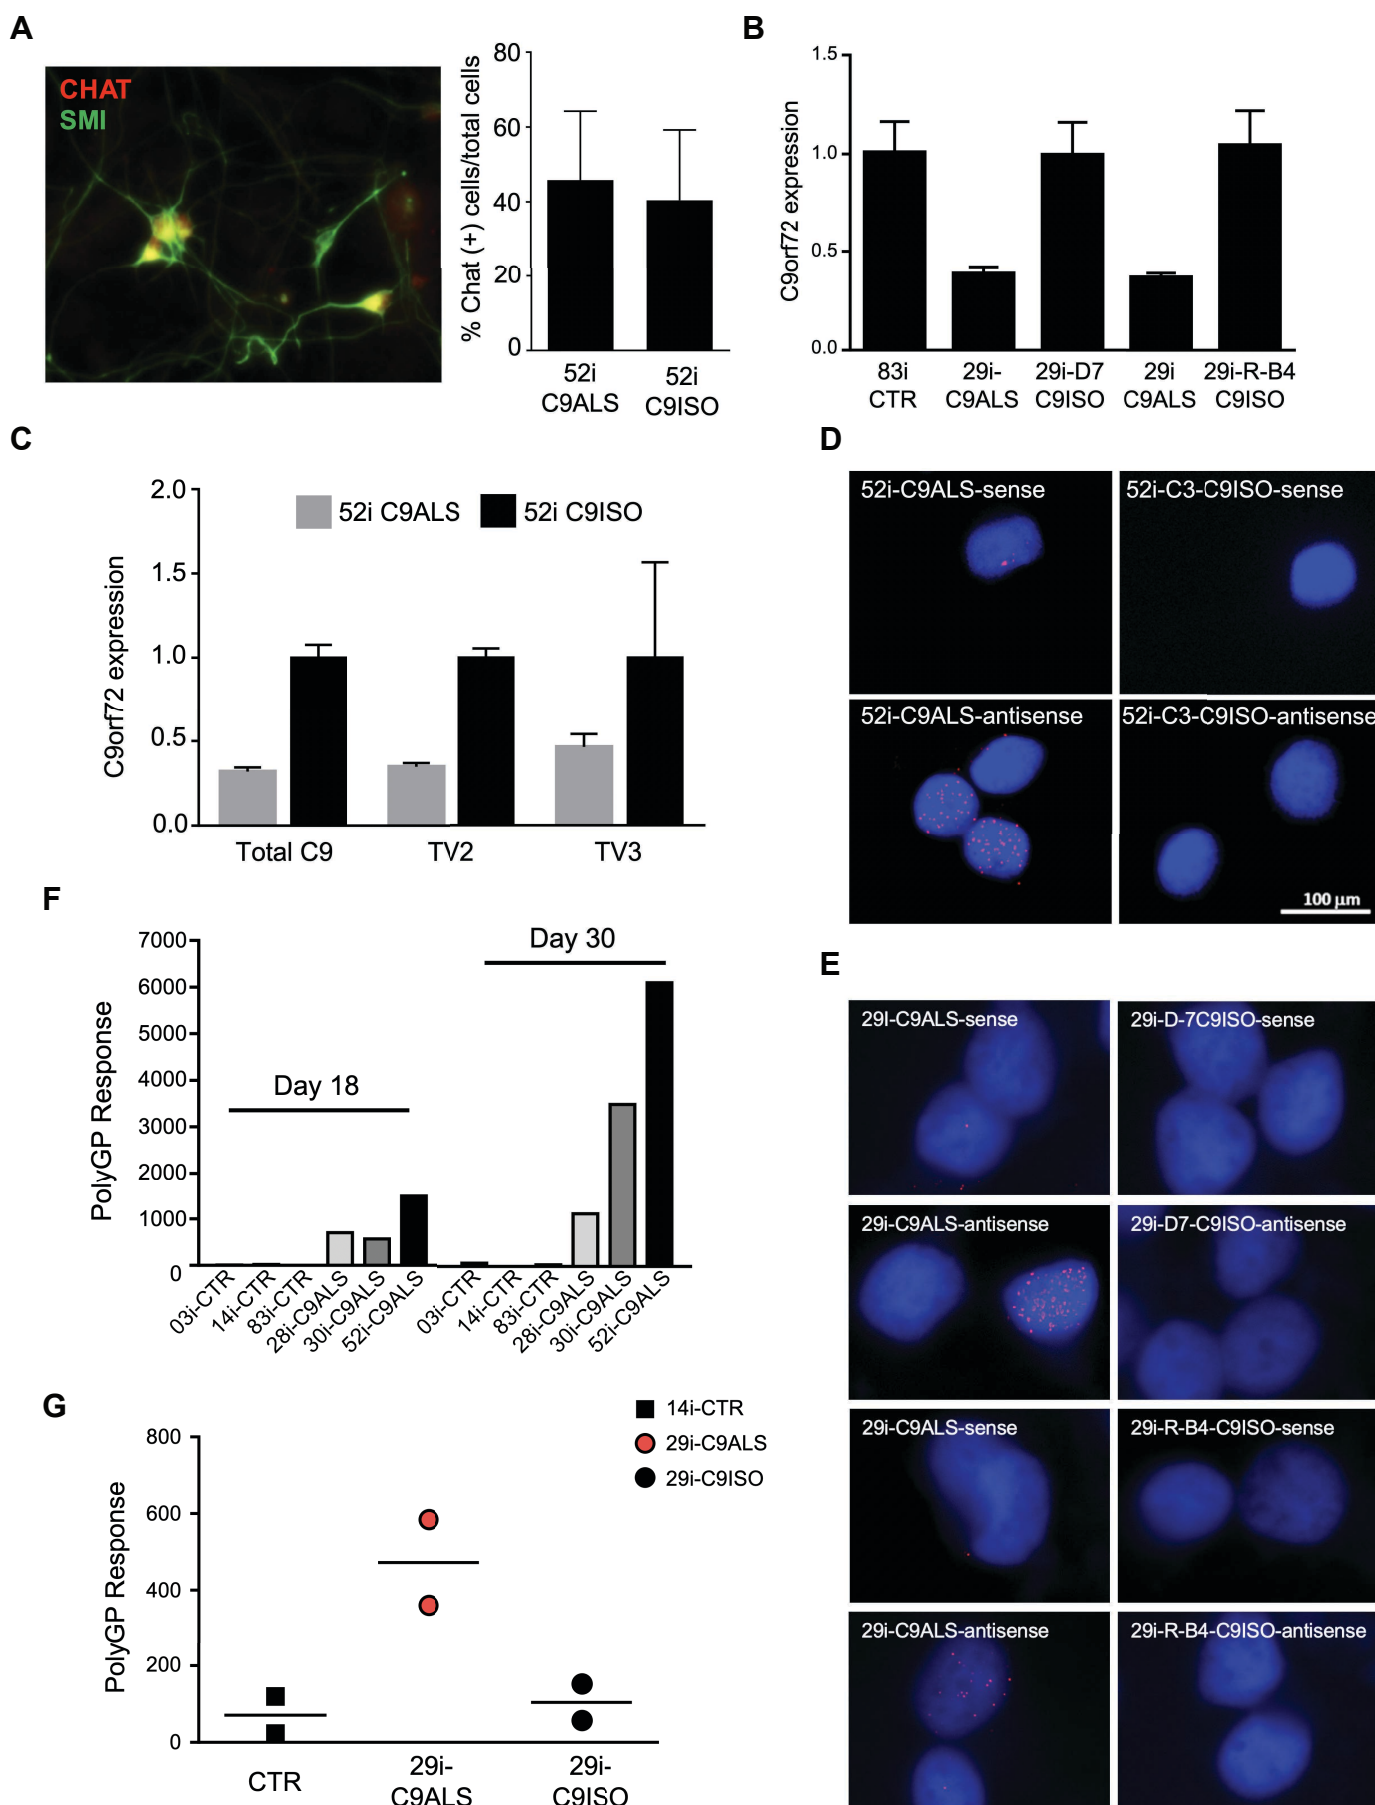 A
CHAT
SMI
% Chat (+) cells/total cells
80
60
40
20
0
52i
C9ALS
52i
C9ISO
B
C9orf72 expression
1.5
1.0
0.5
0.0
83i
CTR
29i-
C9ALS
29i-D7
C9ISO
29i
C9ALS
29i-R-B4
C9ISO
C
C9orf72 expression
2.0
1.5
1.0
0.5
0.0
52i C9ALS
52i C9ISO
Total C9
TV2
TV3
D
52i-C9ALS-sense
52i-C3-C9ISO-sense
52i-C9ALS-antisense
52i-C3-C9ISO-antisense
100 µm
F
PolyGP Response
7000
6000
5000
4000
3000
2000
1000
0
Day 18
Day 30
03i-CTR
14i-CTR
83i-CTR
28i-C9ALS
30i-C9ALS
52i-C9ALS
03i-CTR
14i-CTR
83i-CTR
28i-C9ALS
30i-C9ALS
52i-C9ALS
E
29I-C9ALS-sense
29i-D-7C9ISO-sense
29i-C9ALS-antisense
29i-D7-C9ISO-antisense
29i-C9ALS-sense
29i-R-B4-C9ISO-sense
29i-C9ALS-antisense
29i-R-B4-C9ISO-antisense
G
PolyGP Response
800
600
400
200
0
14i-CTR
29i-C9ALS
29i-C9ISO
CTR
29i-
C9ALS
29i-
C9ISO